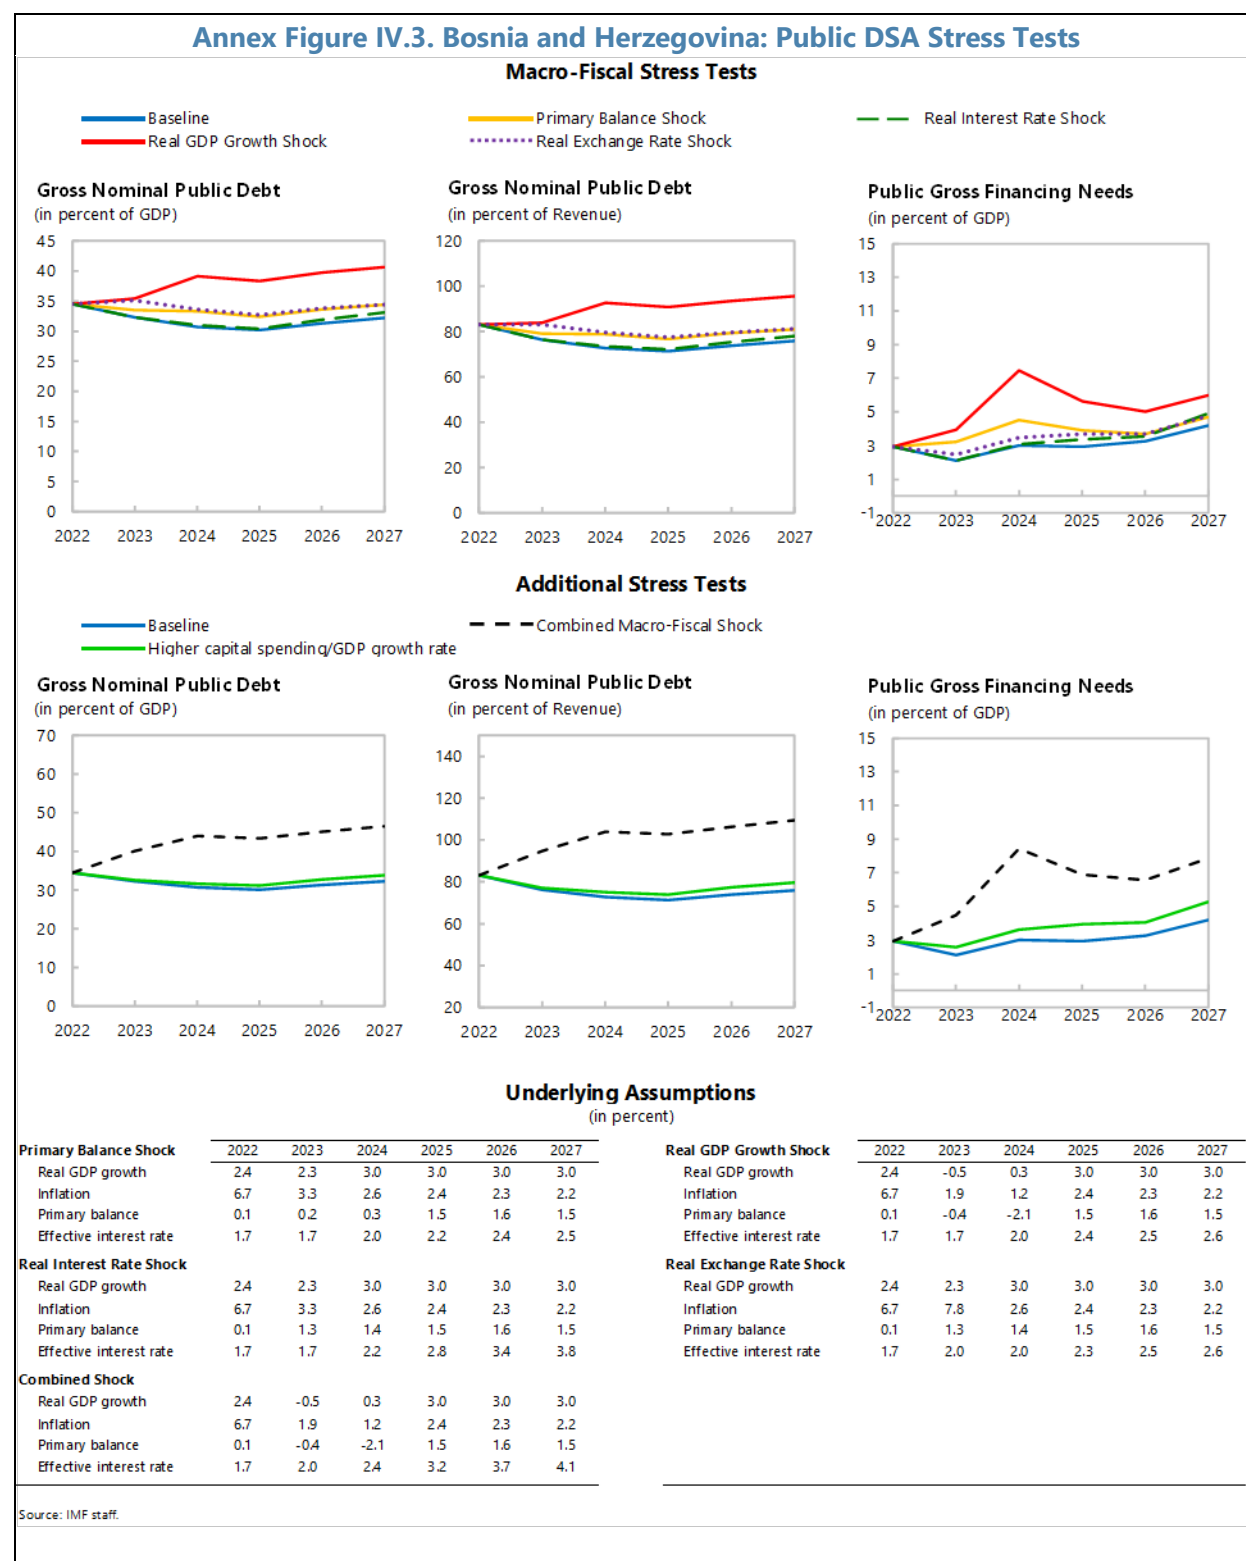 Annex Figure IV.3. Bosnia and Herzegovina: Public DSA Stress Tests
Macro-Fiscal Stress Tests
Baseline Primary Balance Shock Real Interest Rate Shock
Real GDP Growth Shock Real Exchange Rate Shock
Gross Nominal Public Debt
(in percent of GDP)
45
40
35
30
25
20
15
10
5
0
2022 2023 2024 2025 2026 2027
Gross Nominal Public Debt
(in percent of Revenue)
120
100
80
60
40
20
0
2022 2023 2024 2025 2026 2027
Public Gross Financing Needs
(in percent of GDP)
15
13
11
9
7
5
3
1
-1
2022 2023 2024 2025 2026 2027
Additional Stress Tests
Baseline Combined Macro-Fiscal Shock
Higher capital spending/GDP growth rate
Gross Nominal Public Debt
(in percent of GDP)
70
60
50
40
30
20
10
0
2022 2023 2024 2025 2026 2027
Gross Nominal Public Debt
(in percent of Revenue)
140
120
100
80
60
40
20
2022 2023 2024 2025 2026 2027
Public Gross Financing Needs
(in percent of GDP)
15
13
11
9
7
5
3
1
-1
2022 2023 2024 2025 2026 2027
Underlying Assumptions
(in percent)
Primary Balance Shock 2022 2023 2024 2025 2026 2027
Real GDP growth 2.4 2.3 3.0 3.0 3.0 3.0
Inflation 6.7 3.3 2.6 2.4 2.3 2.2
Primary balance 0.1 0.2 0.3 1.5 1.6 1.5
Effective interest rate 1.7 1.7 2.0 2.2 2.4 2.5
Real Interest Rate Shock
Real GDP growth 2.4 2.3 3.0 3.0 3.0 3.0
Inflation 6.7 3.3 2.6 2.4 2.3 2.2
Primary balance 0.1 1.3 1.4 1.5 1.6 1.5
Effective interest rate 1.7 1.7 2.2 2.8 3.4 3.8
Combined Shock
Real GDP growth 2.4 -0.5 0.3 3.0 3.0 3.0
Inflation 6.7 1.9 1.2 2.4 2.3 2.2
Primary balance 0.1 -0.4 -2.1 1.5 1.6 1.5
Effective interest rate 1.7 2.0 2.4 3.2 3.7 4.1
Real GDP Growth Shock 2022 2023 2024 2025 2026 2027
Real GDP growth 2.4 -0.5 0.3 3.0 3.0 3.0
Inflation 6.7 1.9 1.2 2.4 2.3 2.2
Primary balance 0.1 -0.4 -2.1 1.5 1.6 1.5
Effective interest rate 1.7 1.7 2.0 2.4 2.5 2.6
Real Exchange Rate Shock
Real GDP growth 2.4 2.3 3.0 3.0 3.0 3.0
Inflation 6.7 7.8 2.6 2.4 2.3 2.2
Primary balance 0.1 1.3 1.4 1.5 1.6 1.5
Effective interest rate 1.7 2.0 2.0 2.3 2.5 2.6
Source: IMF staff.